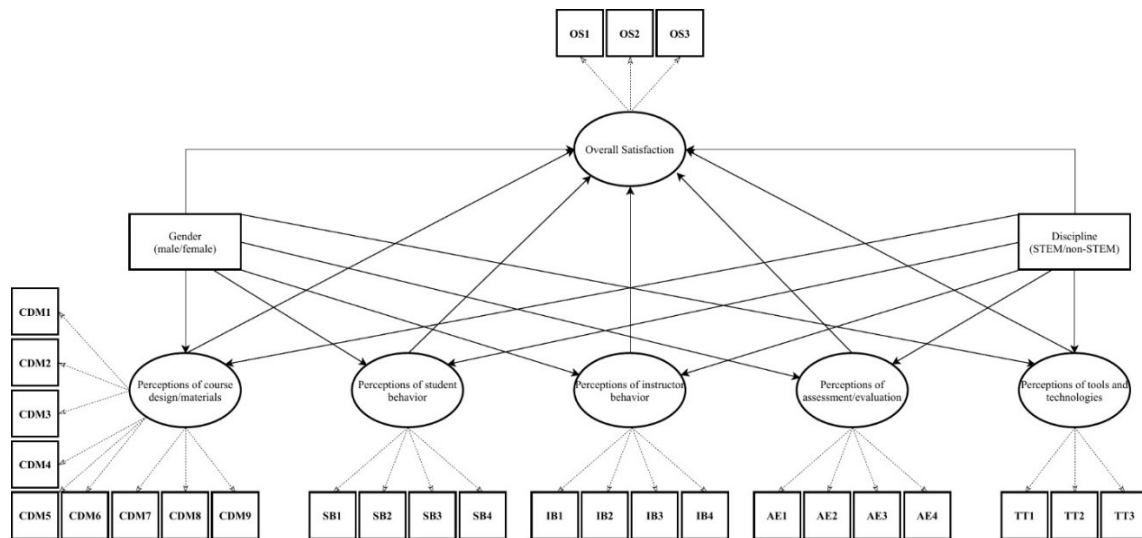 OS1 OS2 OS3
Overall Satisfaction
Gender
(male/female)
Discipline
(STEM/non-STEM)
CDM1
CDM2
CDM3
CDM4
Perceptions of course
design/materials
Perceptions of student
behavior
Perceptions of instructor
behavior
Perceptions of
assessment/evaluation
Perceptions of tools and
technologies
CDM5 CDM6 CDM7 CDM8 CDM9
SB1 SB2 SB3 SB4
IB1 IB2 IB3 IB4
AE1 AE2 AE3 AE4
TT1 TT2 TT3